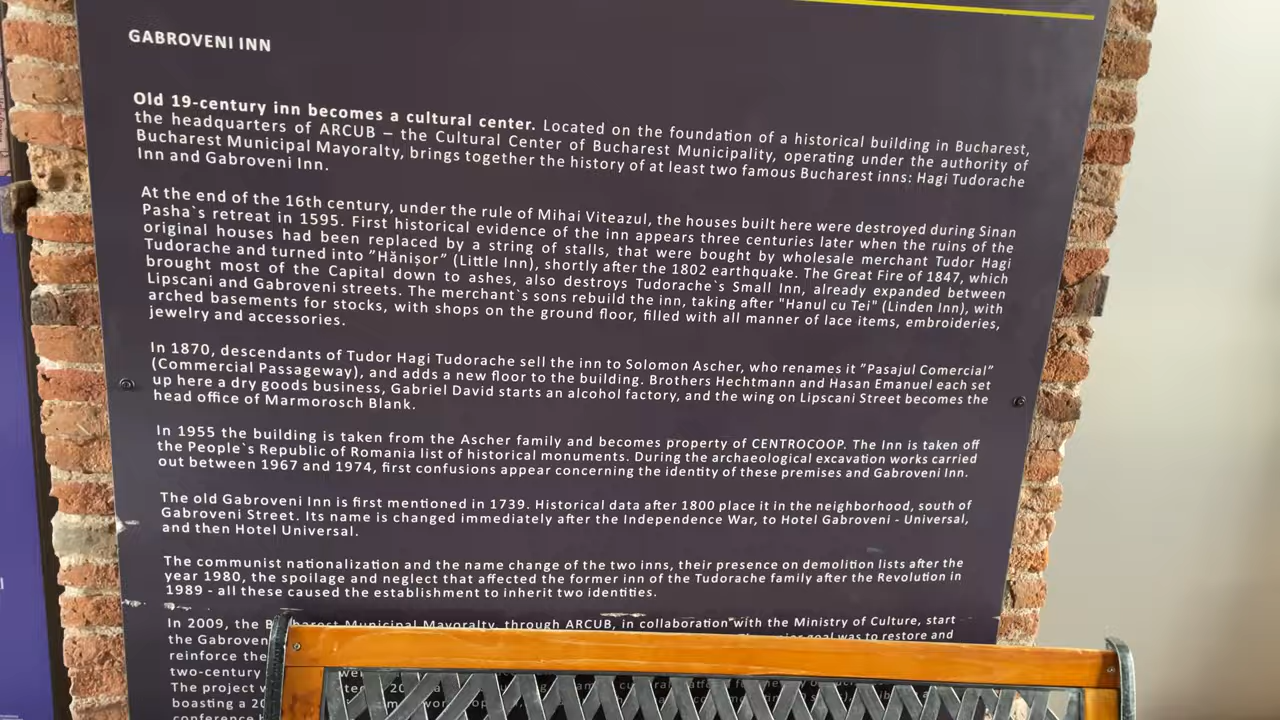 GABROVENI INN
Old 19-century inn becomes a cultural center. Located on the foundation of a historical building in Bucharest,
the headquarters of ARCUB – the Cultural Center of Bucharest Municipality, operating under the authority of
Bucharest Municipal Mayoralty, brings together the history of at least two famous Bucharest inns: Hagi Tudorache
Inn and Gabroveni Inn.
At the end of the 16th century, under the rule of Mihai Viteazul, the houses built here were destroyed during Sinan
Pasha`s retreat in 1595. First historical evidence of the inn appears three centuries later when the ruins of the
original houses had been replaced by a string of stalls, that were bought by wholesale merchant Tudor Hagi
Tudorache and turned into "Hănișor" (Little Inn), shortly after the 1802 earthquake. The Great Fire of 1847, which
brought most of the Capital down to ashes, also destroys Tudorache`s Small Inn, already expanded between
Lipscani and Gabroveni streets. The merchant`s sons rebuild the inn, taking after "Hanul cu Tei" (Linden Inn), with
arched basements for stocks, with shops on the ground floor, filled with all manner of lace items, embroideries,
jewelry and accessories.
In 1870, descendants of Tudor Hagi Tudorache sell the inn to Solomon Ascher, who renames it "Pasajul Comercial"
(Commercial Passageway), and adds a new floor to the building. Brothers Hechtmann and Hasan Emanuel each set
up here a dry goods business, Gabriel David starts an alcohol factory, and the wing on Lipscani Street becomes the
head office of Marmorosch Blank.
In 1955 the building is taken from the Ascher family and becomes property of CENTROCOOP. The Inn is taken off
the People`s Republic of Romania list of historical monuments. During the archaeological excavation works carried
out between 1967 and 1974, first confusions appear concerning the identity of these premises and Gabroveni Inn.
The old Gabroveni Inn is first mentioned in 1739. Historical data after 1800 place it in the neighborhood, south of
Gabroveni Street. Its name is changed immediately after the Independence War, to Hotel Gabroveni - Universal,
and then Hotel Universal.
The communist nationalization and the name change of the two inns, their presence on demolition lists after the
year 1980, the spoilage and neglect that affected the former inn of the Tudorache family after the Revolution in
1989 - all these caused the establishment to inherit two identities.
In 2009, the Bucharest Municipal Mayoralty, through ARCUB, in collaboration with the Ministry of Culture, start
the goal was to restore and
reinforce the
two-century
The project
boasting a